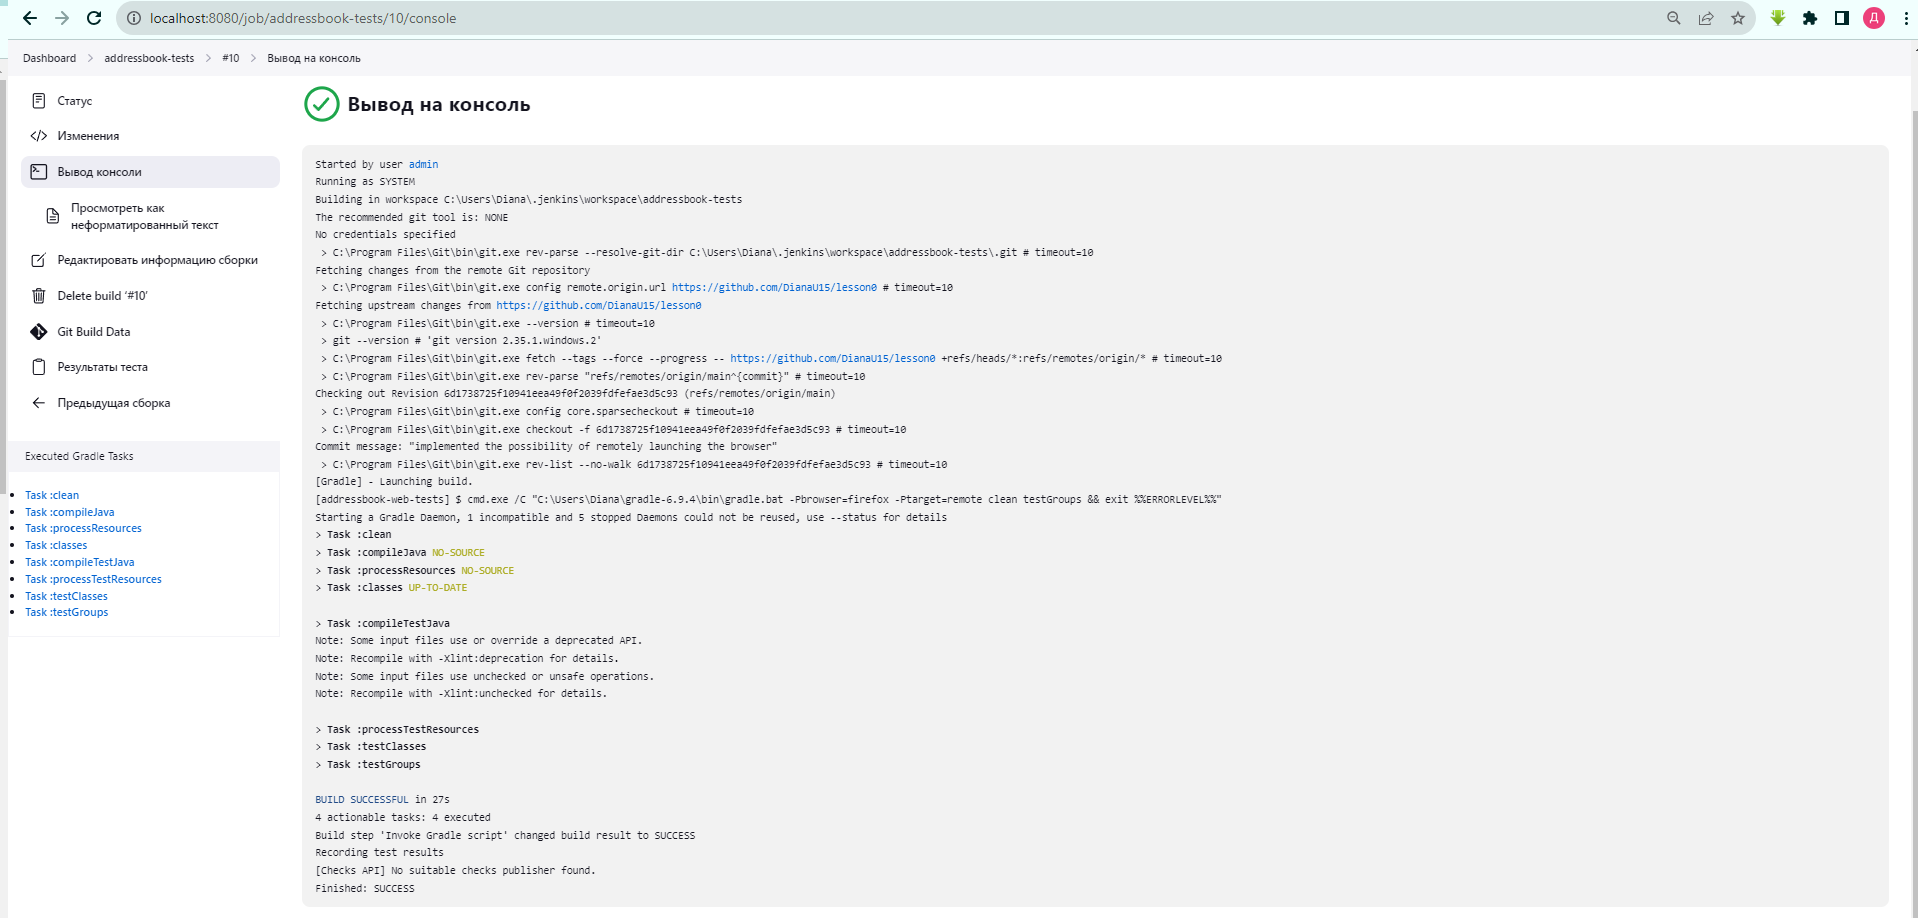 localhost:8080/job/addressbook-tests/10/console
Д
Dashboard > addressbook-tests > #10 > Вывод на консоль
Статус
Изменения
Вывод консоли
Просмотреть как
неформатированный текст
Редактировать информацию сборки
Delete build ‘#10’
Git Build Data
Результаты теста
Предыдущая сборка
Executed Gradle Tasks
Task :clean
Task :compileJava
Task :processResources
Task :classes
Task :compileTestJava
Task :processTestResources
Task :testClasses
Task :testGroups
Вывод на консоль
Started by user admin
Running as SYSTEM
Building in workspace C:\Users\Diana\.jenkins\workspace\addressbook-tests
The recommended git tool is: NONE
No credentials specified
> C:\Program Files\Git\bin\git.exe rev-parse --resolve-git-dir C:\Users\Diana\.jenkins\workspace\addressbook-tests\.git # timeout=10
Fetching changes from the remote Git repository
> C:\Program Files\Git\bin\git.exe config remote.origin.url https://github.com/DianaU15/lesson0 # timeout=10
Fetching upstream changes from https://github.com/DianaU15/lesson0
> C:\Program Files\Git\bin\git.exe --version # timeout=10
> git --version # 'git version 2.35.1.windows.2'
> C:\Program Files\Git\bin\git.exe fetch --tags --force --progress -- https://github.com/DianaU15/lesson0 +refs/heads/*:refs/remotes/origin/* # timeout=10
> C:\Program Files\Git\bin\git.exe rev-parse "refs/remotes/origin/main^{commit}" # timeout=10
Checking out Revision 6d1738725f10941eea49f0f2039fdfefae3d5c93 (refs/remotes/origin/main)
> C:\Program Files\Git\bin\git.exe config core.sparsecheckout # timeout=10
> C:\Program Files\Git\bin\git.exe checkout -f 6d1738725f10941eea49f0f2039fdfefae3d5c93 # timeout=10
Commit message: "implemented the possibility of remotely launching the browser"
> C:\Program Files\Git\bin\git.exe rev-list --no-walk 6d1738725f10941eea49f0f2039fdfefae3d5c93 # timeout=10
[Gradle] - Launching build.
[addressbook-web-tests] $ cmd.exe /C "C:\Users\Diana\gradle-6.9.4\bin\gradle.bat -Pbrowser=firefox -Ptarget=remote clean testGroups && exit %%ERRORLEVEL%%"
Starting a Gradle Daemon, 1 incompatible and 5 stopped Daemons could not be reused, use --status for details
> Task :clean
> Task :compileJava NO-SOURCE
> Task :processResources NO-SOURCE
> Task :classes UP-TO-DATE
> Task :compileTestJava
Note: Some input files use or override a deprecated API.
Note: Recompile with -Xlint:deprecation for details.
Note: Some input files use unchecked or unsafe operations.
Note: Recompile with -Xlint:unchecked for details.
> Task :processTestResources
> Task :testClasses
> Task :testGroups
BUILD SUCCESSFUL in 27s
4 actionable tasks: 4 executed
Build step 'Invoke Gradle script' changed build result to SUCCESS
Recording test results
[Checks API] No suitable checks publisher found.
Finished: SUCCESS